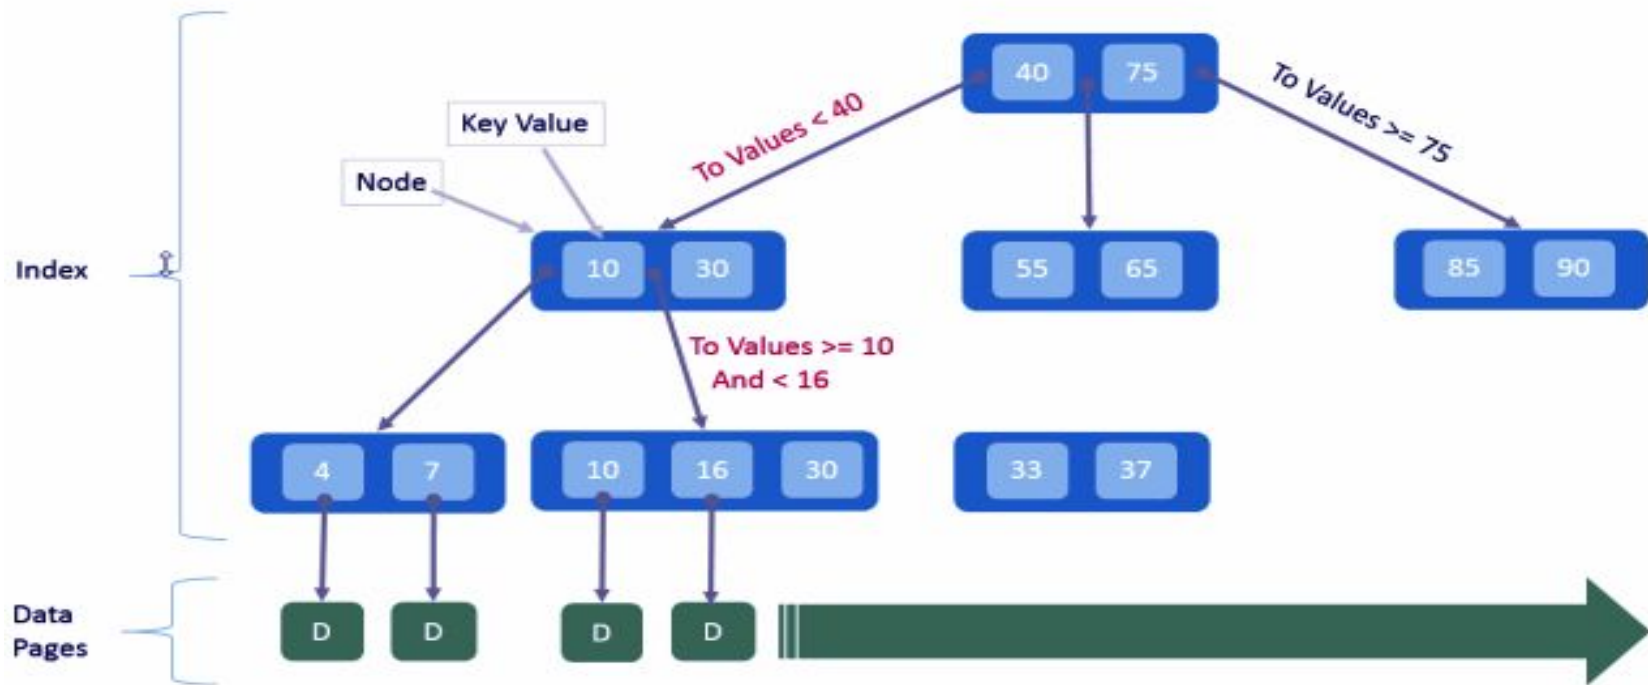 40 75
To Values < 40
To Values >= 75
Key Value
Node
Index
10 30
55 65
85 90
To Values >= 10
And < 16
4 7
10 16 30
33 37
Data
Pages
D D D D